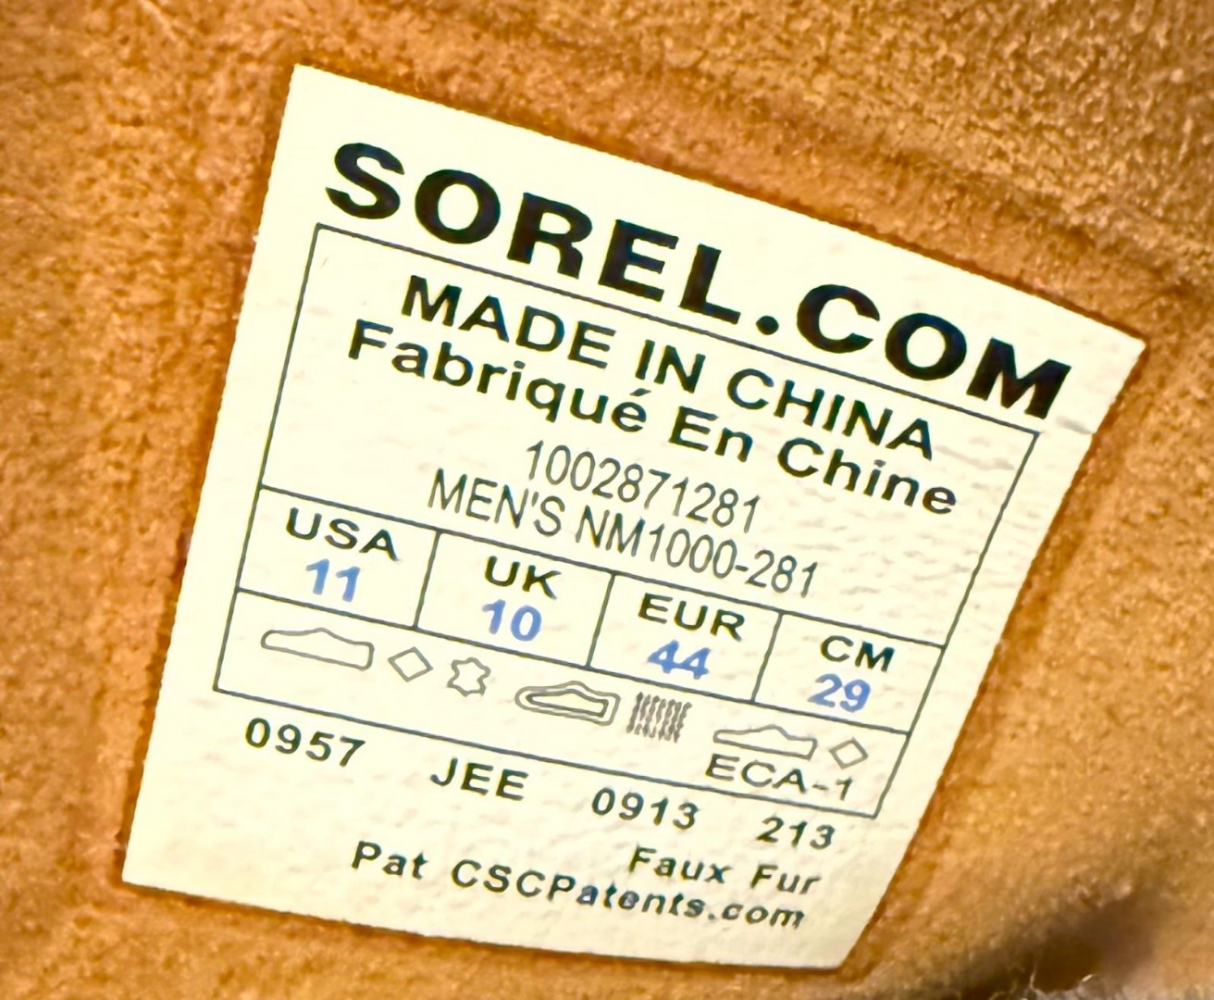 SOREL.COM
MADE IN CHINA
Fabriqué En Chine
1002871281
MEN'S NM1000-281
USA UK EUR CM
11 10 44 29
ECA-1
0957 JEE 0913 213
Faux Fur
Pat CSCPatents.com